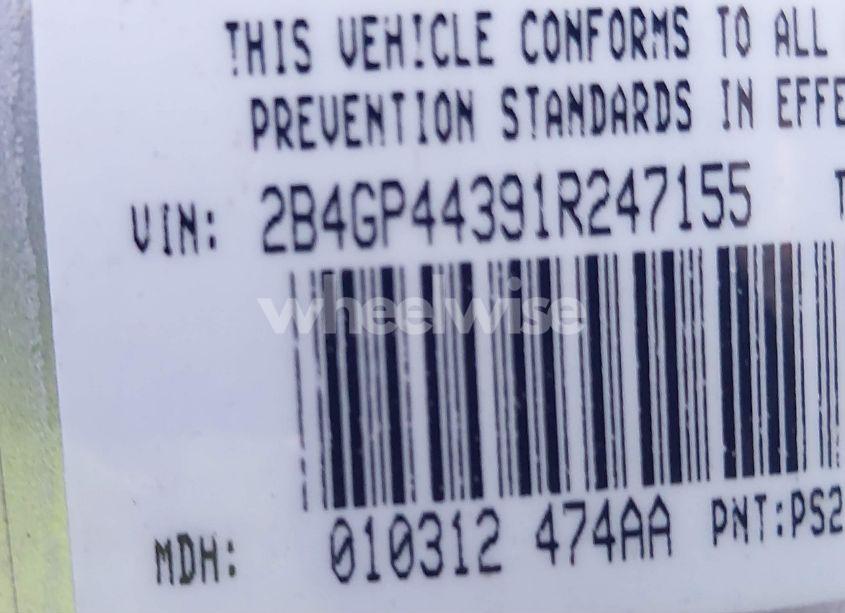 THIS VEHICLE CONFORMS TO ALL
PREVENTION STANDARDS IN EFFE
VIN: 2B4GP44391R247155 T
wheelwise
MDH: 010312 474AA PNT:PS2